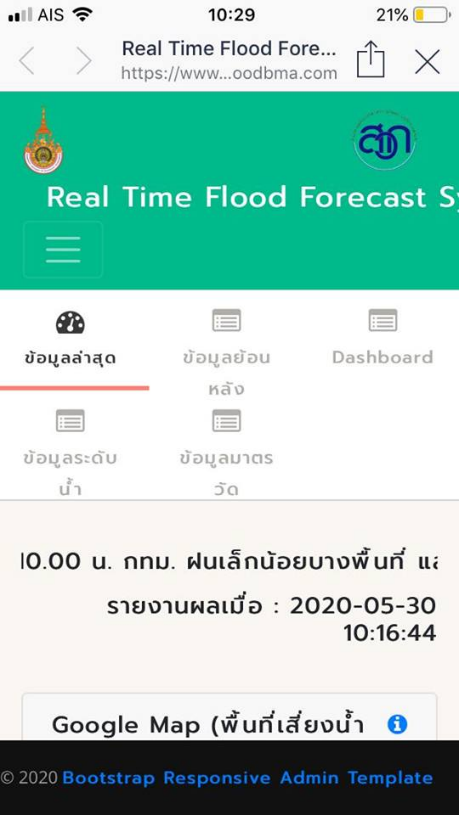 AIS 10:29 21%
Real Time Flood Fore...
https://www...oodbma.com
สกก
Real Time Flood Forecast
ข้อมูลล่าสุด ข้อมูลย้อน Dashboard
หลัง
ข้อมูลระดับ ข้อมูลมาตร
น้ำ วัด
10.00 น. กทม. ฝนเล็กน้อยบางพื้นที่
รายงานผลเมื่อ : 2020-05-30
10:16:44
Google Map (พื้นที่เสี่ยงน้ำ
© 2020 Bootstrap Responsive Admin Template